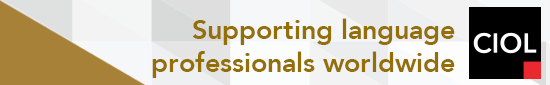 Supporting language
professionals worldwide
CIOL